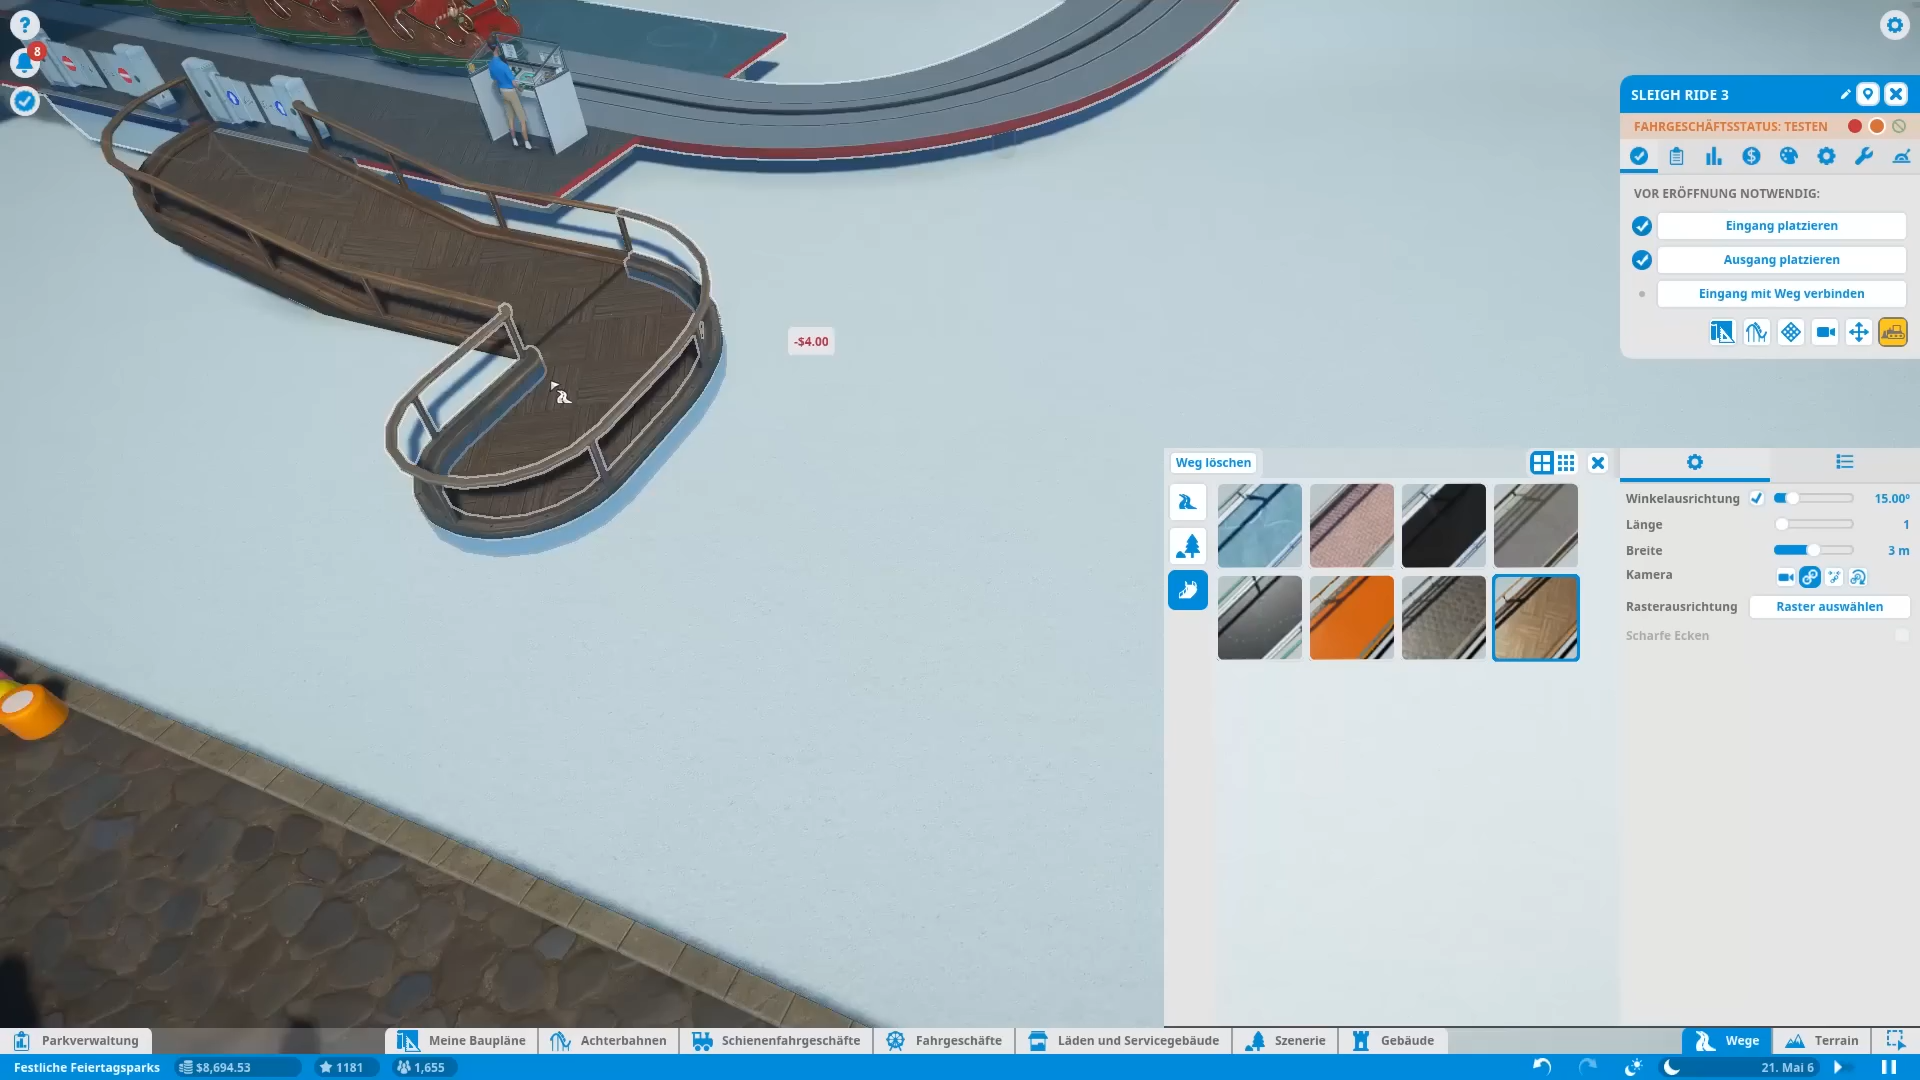 8
SLEIGH RIDE 3
FAHRGESCHÄFTSSTATUS: TESTEN
VOR ERÖFFNUNG NOTWENDIG:
Eingang platzieren
Ausgang platzieren
Eingang mit Weg verbinden
-$4.00
Weg löschen
Winkelausrichtung 15.00°
Länge 1
Breite 3 m
Kamera
Rasterausrichtung Raster auswählen
Scharfe Ecken
Parkverwaltung Meine Baupläne Achterbahnen Schienenfahrgeschäfte Fahrgeschäfte Läden und Servicegebäude Szenerie Gebäude Wege Terrain
Festliche Feiertagsparks $8,694.53 1181 1,655 21. Mai 6